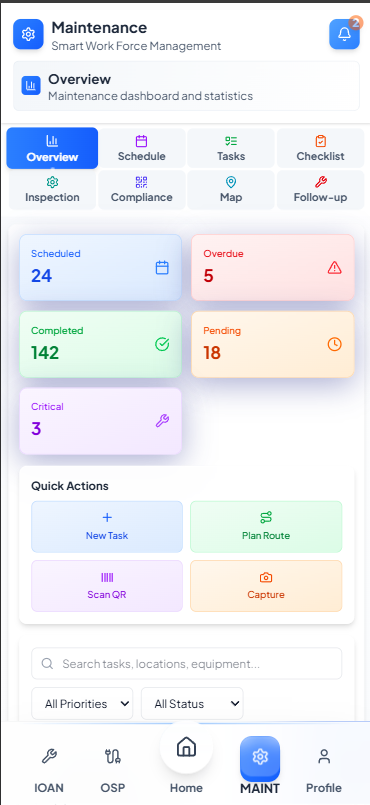 Maintenance
Smart Work Force Management
2
Overview
Maintenance dashboard and statistics
Overview
Schedule
Tasks
Checklist
Inspection
Compliance
Map
Follow-up
Scheduled
24
Overdue
5
Completed
142
Pending
18
Critical
3
Quick Actions
New Task
Plan Route
Scan QR
Capture
Search tasks, locations, equipment...
All Priorities
All Status
IOAN
OSP
Home
MAINT
Profile